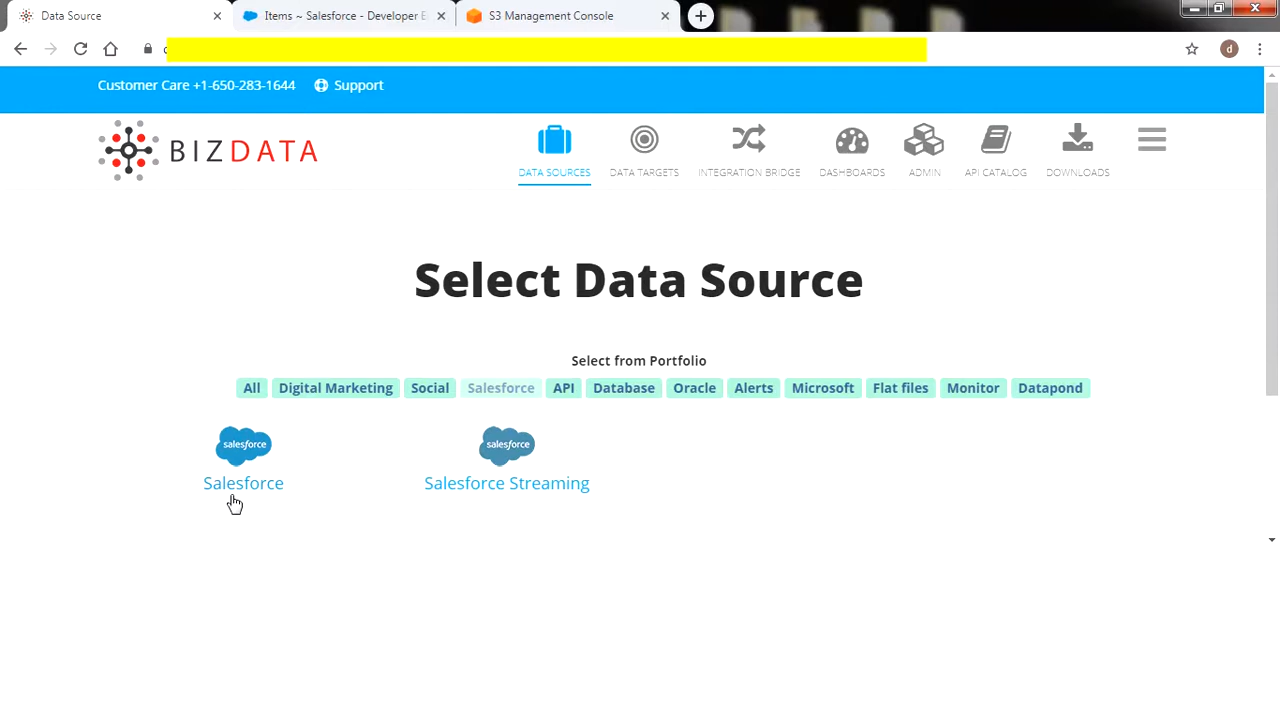 Data Source
Items ~ Salesforce - Developer E
S3 Management Console
d
Customer Care +1-650-283-1644 Support
BIZDATA
DATA SOURCES
DATA TARGETS
INTEGRATION BRIDGE
DASHBOARDS
ADMIN
API CATALOG
DOWNLOADS
Select Data Source
Select from Portfolio
All Digital Marketing Social Salesforce API Database Oracle Alerts Microsoft Flat files Monitor Datapond
salesforce
Salesforce
salesforce
Salesforce Streaming